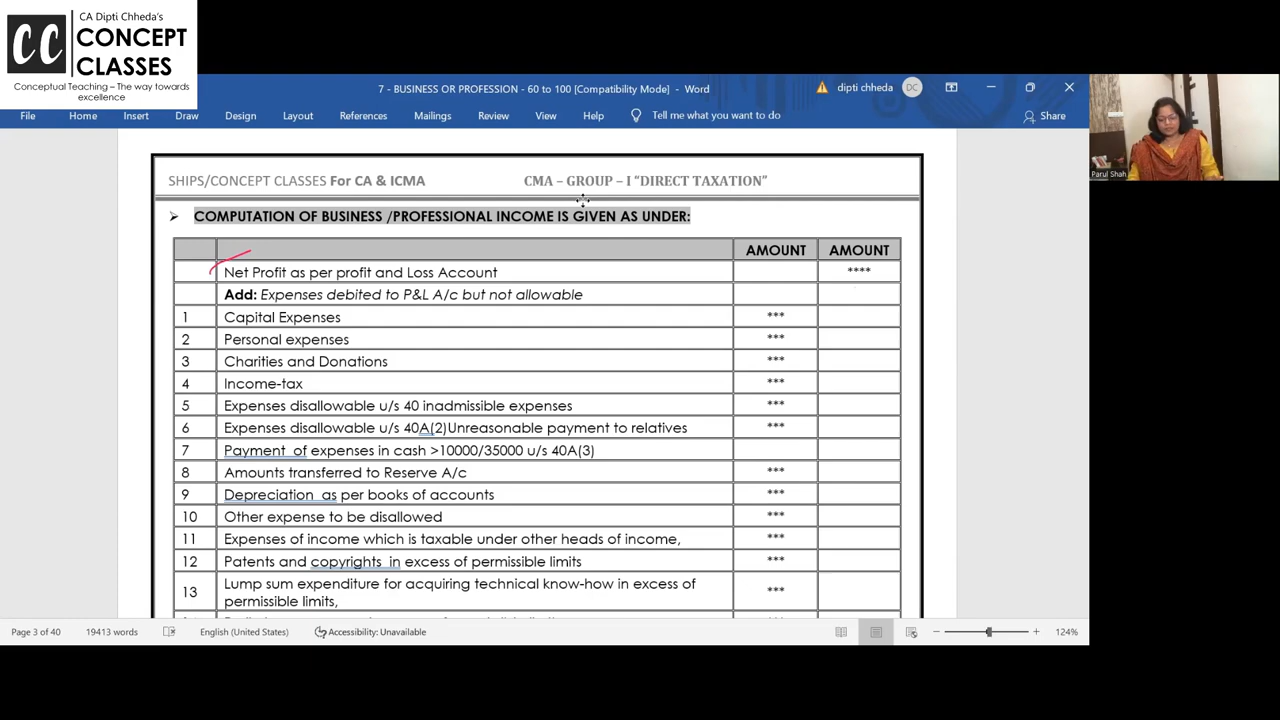 CA Dipti Chheda's
CC CONCEPT
CLASSES
Conceptual Teaching – The way towards
excellence
7 - BUSINESS OR PROFESSION - 60 to 100 [Compatibility Mode] - Word
dipti chheda
DC
File Home Insert Draw Design Layout References Mailings Review View Help Tell me what you want to do Share
Parul Shah
SHIPS/CONCEPT CLASSES For CA & ICMA CMA – GROUP – I "DIRECT TAXATION"
➢ COMPUTATION OF BUSINESS /PROFESSIONAL INCOME IS GIVEN AS UNDER:
AMOUNT AMOUNT
Net Profit as per profit and Loss Account ****
Add: Expenses debited to P&L A/c but not allowable
1 Capital Expenses ***
2 Personal expenses ***
3 Charities and Donations ***
4 Income-tax ***
5 Expenses disallowable u/s 40 inadmissible expenses ***
6 Expenses disallowable u/s 40A(2)Unreasonable payment to relatives ***
7 Payment of expenses in cash >10000/35000 u/s 40A(3)
8 Amounts transferred to Reserve A/c ***
9 Depreciation as per books of accounts ***
10 Other expense to be disallowed ***
11 Expenses of income which is taxable under other heads of income, ***
12 Patents and copyrights in excess of permissible limits ***
13 Lump sum expenditure for acquiring technical know-how in excess of
permissible limits, ***
Page 3 of 40 19413 words English (United States) Accessibility: Unavailable 124%